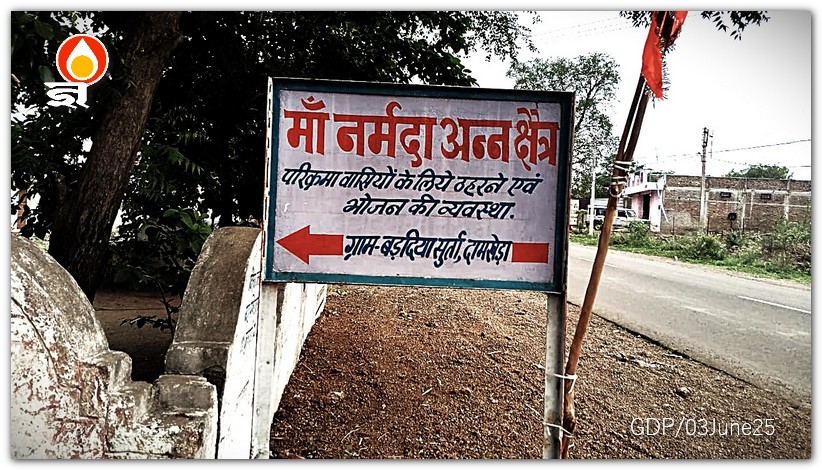 ज्ञ
माँ नर्मदा अन्न क्षैत्र
परिक्रमा वासियों के लिये ठहरने एवं
भोजन की व्यवस्था.
ग्राम-बड़दिया सुर्ता, दामखेड़ा
GDP/03June25